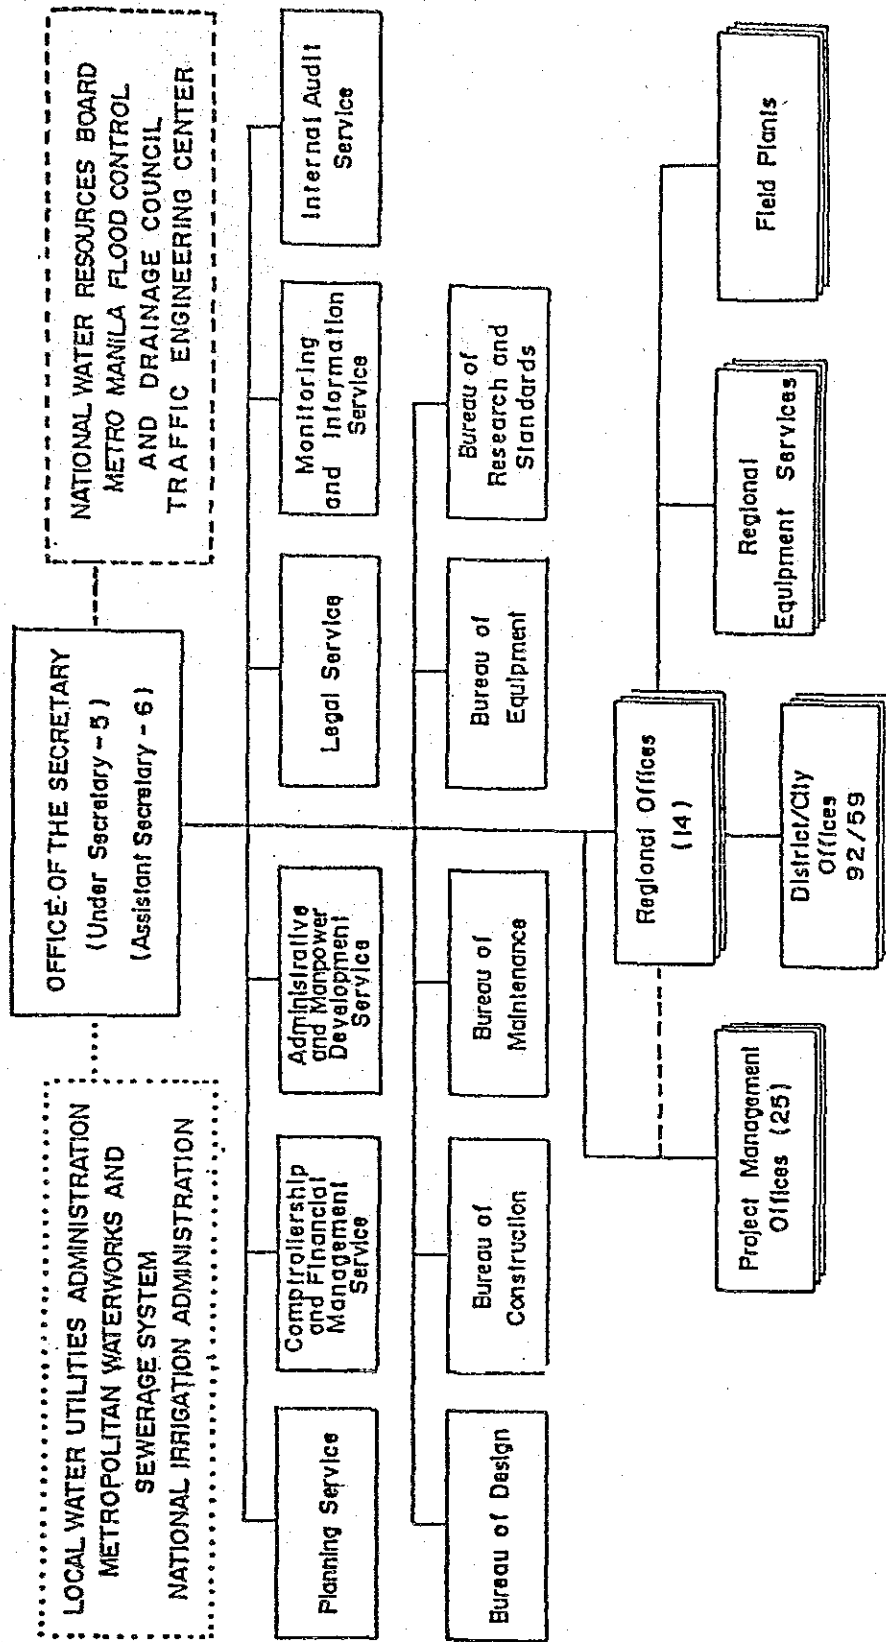 OFFICE OF THE SECRETARY
(Under Secretary - 5)
(Assistant Secretary - 6)
LOCAL WATER UTILITIES ADMINISTRATION
METROPOLITAN WATERWORKS AND
SEWERAGE SYSTEM
NATIONAL IRRIGATION ADMINISTRATION
NATIONAL WATER RESOURCES BOARD
METRO MANILA FLOOD CONTROL
AND DRAINAGE COUNCIL
TRAFFIC ENGINEERING CENTER
Planning Service
Comptrollership
and Financial
Management
Service
Administrative
and Manpower
Development
Service
Legal Service
Monitoring
and Information
Service
Internal Audit
Service
Bureau of Design
Bureau of
Construction
Bureau of
Maintenance
Bureau of
Equipment
Bureau of
Research and
Standards
Project Management
Offices (25)
Regional Offices
(14)
Regional
Equipment Services
Field Plants
District/City
Offices
92/59